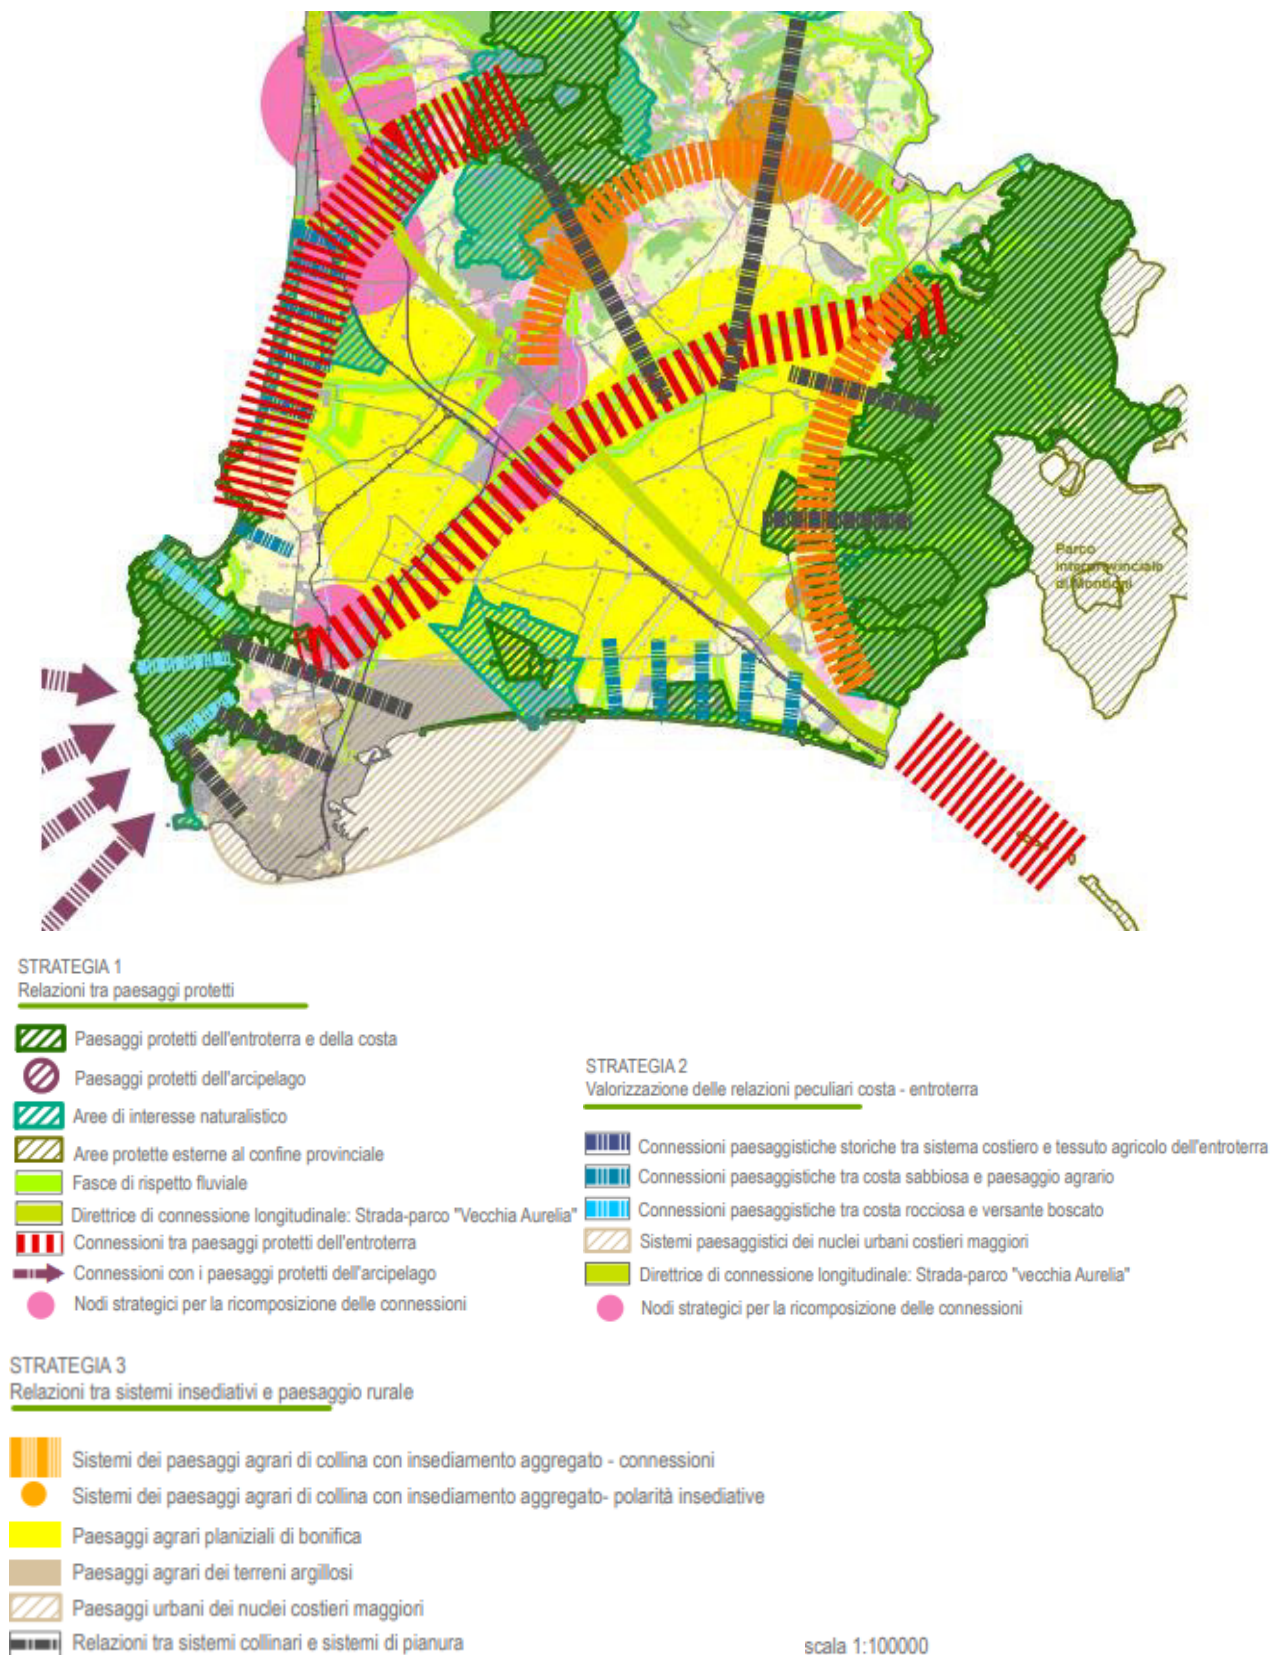 Parco
interprovinciale
di Montioni
STRATEGIA 1
Relazioni tra paesaggi protetti
Paesaggi protetti dell'entroterra e della costa
Paesaggi protetti dell'arcipelago
Aree di interesse naturalistico
Aree protette esterne al confine provinciale
Fasce di rispetto fluviale
Direttrice di connessione longitudinale: Strada-parco "Vecchia Aurelia"
Connessioni tra paesaggi protetti dell'entroterra
Connessioni con i paesaggi protetti dell'arcipelago
Nodi strategici per la ricomposizione delle connessioni
STRATEGIA 2
Valorizzazione delle relazioni peculiari costa - entroterra
Connessioni paesaggistiche storiche tra sistema costiero e tessuto agricolo dell'entroterra
Connessioni paesaggistiche tra costa sabbiosa e paesaggio agrario
Connessioni paesaggistiche tra costa rocciosa e versante boscato
Sistemi paesaggistici dei nuclei urbani costieri maggiori
Direttrice di connessione longitudinale: Strada-parco "vecchia Aurelia"
Nodi strategici per la ricomposizione delle connessioni
STRATEGIA 3
Relazioni tra sistemi insediativi e paesaggio rurale
Sistemi dei paesaggi agrari di collina con insediamento aggregato - connessioni
Sistemi dei paesaggi agrari di collina con insediamento aggregato- polarità insediative
Paesaggi agrari planiziali di bonifica
Paesaggi agrari dei terreni argillosi
Paesaggi urbani dei nuclei costieri maggiori
Relazioni tra sistemi collinari e sistemi di pianura
scala 1:100000